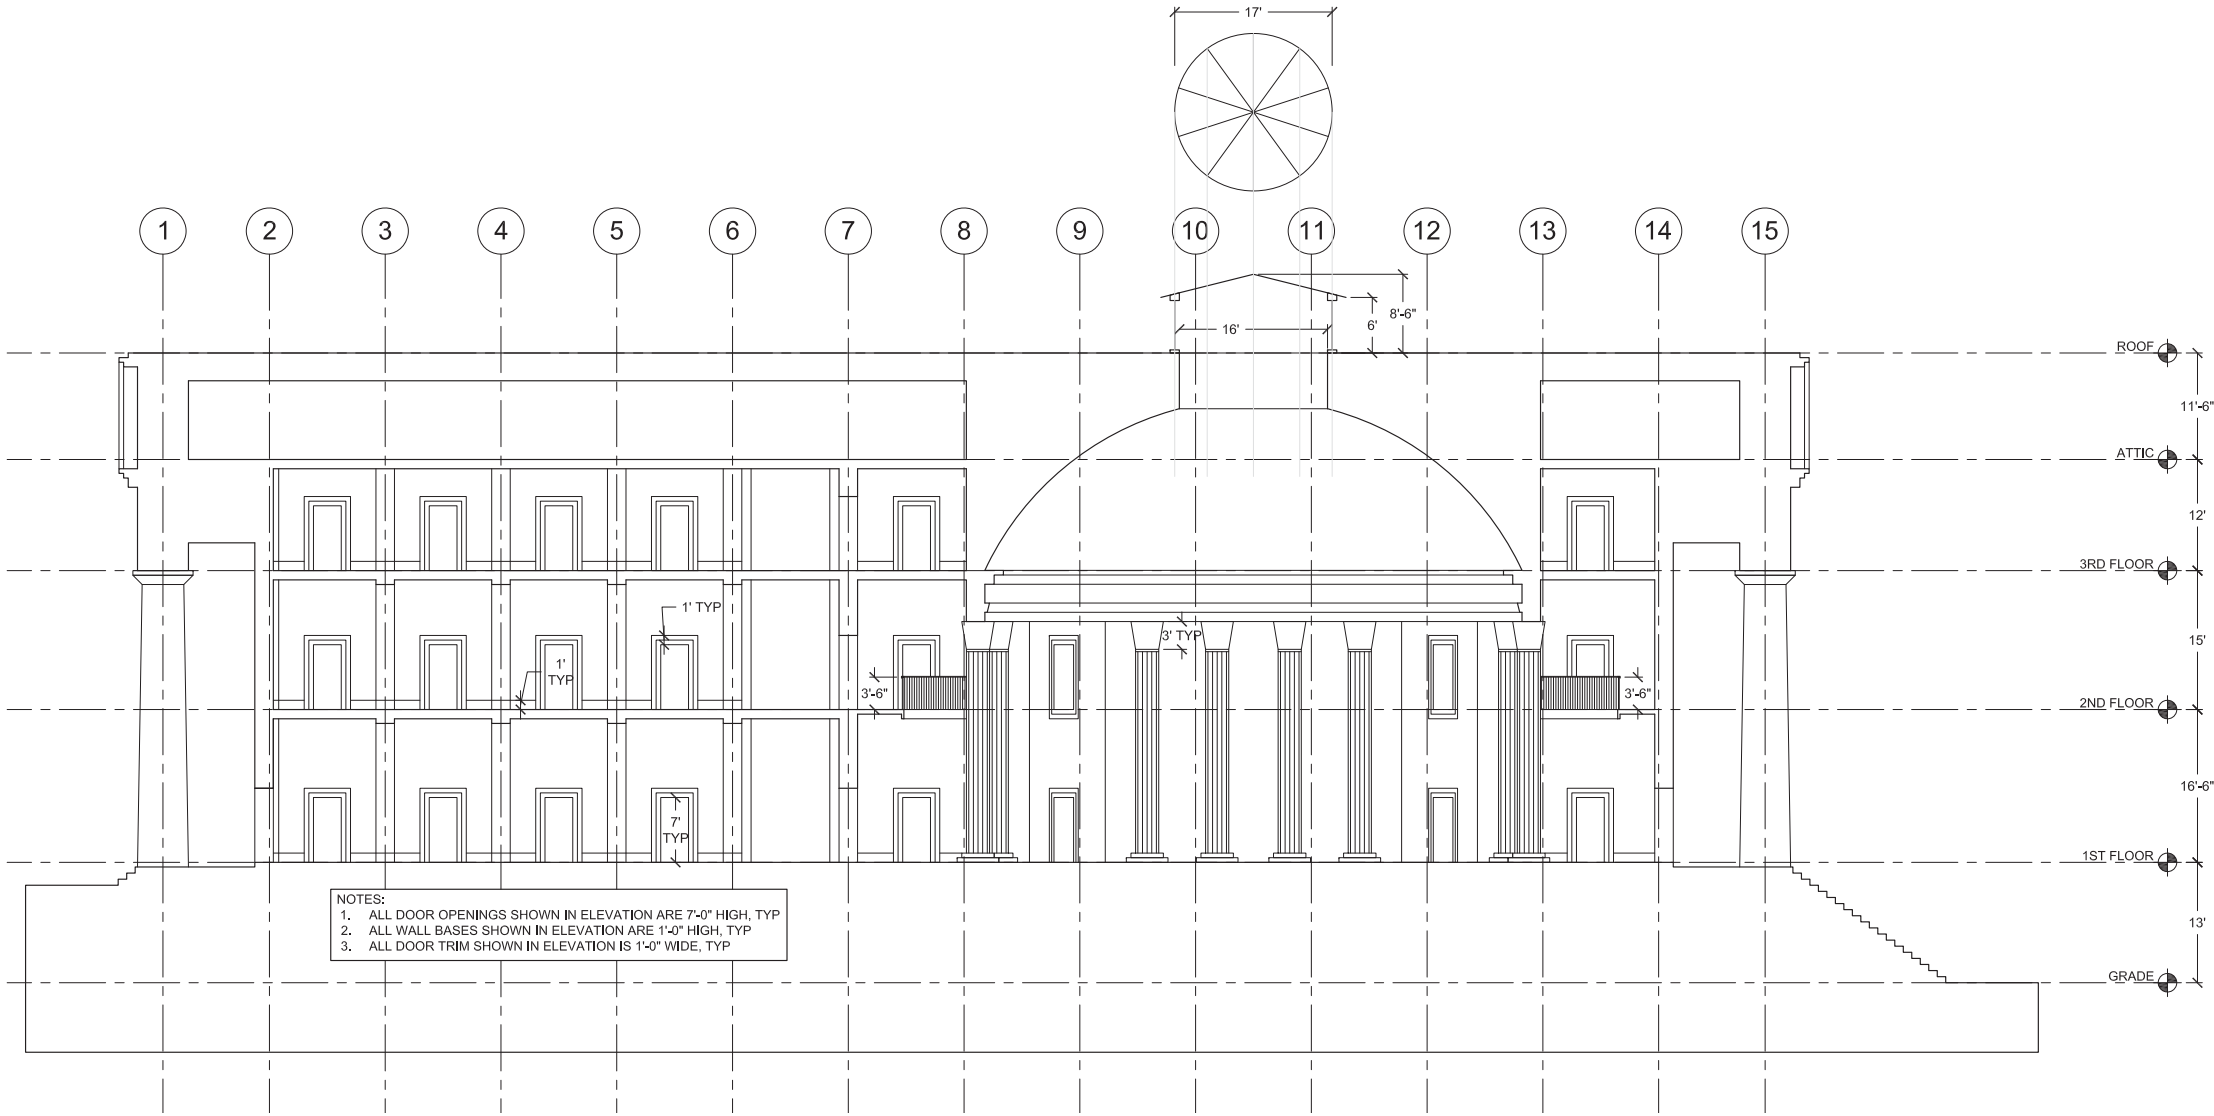 17'
1
2
3
4
5
6
7
8
9
10
11
12
13
14
15
8'-6"
6'
16'
ROOF
11'-6"
ATTIC
12'
3RD FLOOR
1' TYP
3' TYP
15'
1'
TYP
3'-6"
3'-6"
2ND FLOOR
16'-6"
7'
TYP
1ST FLOOR
NOTES:
1. ALL DOOR OPENINGS SHOWN IN ELEVATION ARE 7'-0" HIGH, TYP
2. ALL WALL BASES SHOWN IN ELEVATION ARE 1'-0" HIGH, TYP
3. ALL DOOR TRIM SHOWN IN ELEVATION IS 1'-0" WIDE, TYP
13'
GRADE